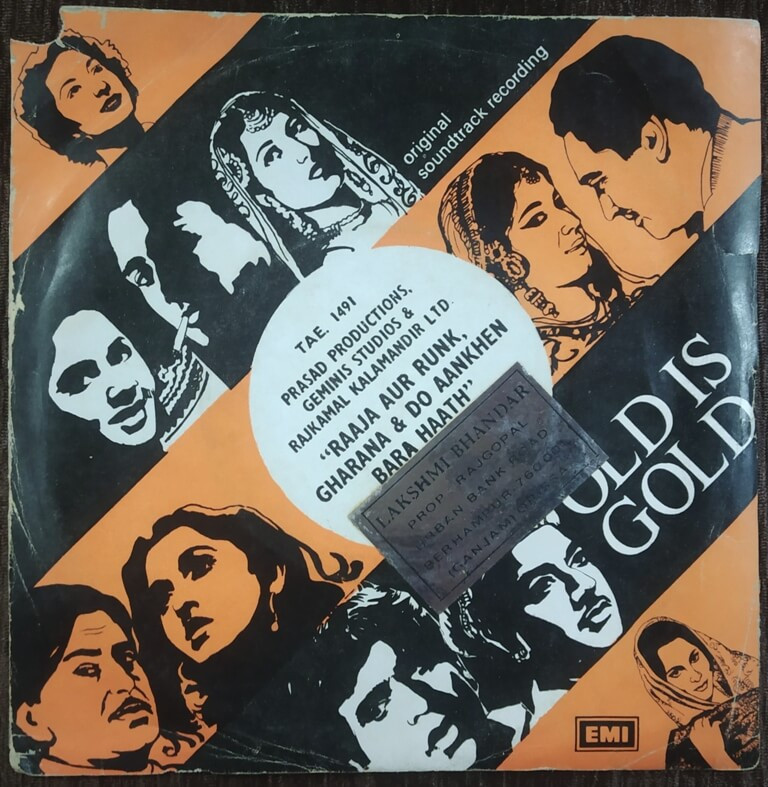 original
soundtrack recording
TAE. 1491
PRASAD PRODUCTIONS,
GEMINIS STUDIOS &
RAJKAMAL KALAMANDIR LTD.
"RAAJA AUR RUNK,
GHARANA & DO AANKHEN
BARA HAATH"
LAKSHMI BHANDAR
PROP RAJGOPAL
BANK
OLD IS
GOLD
EMI